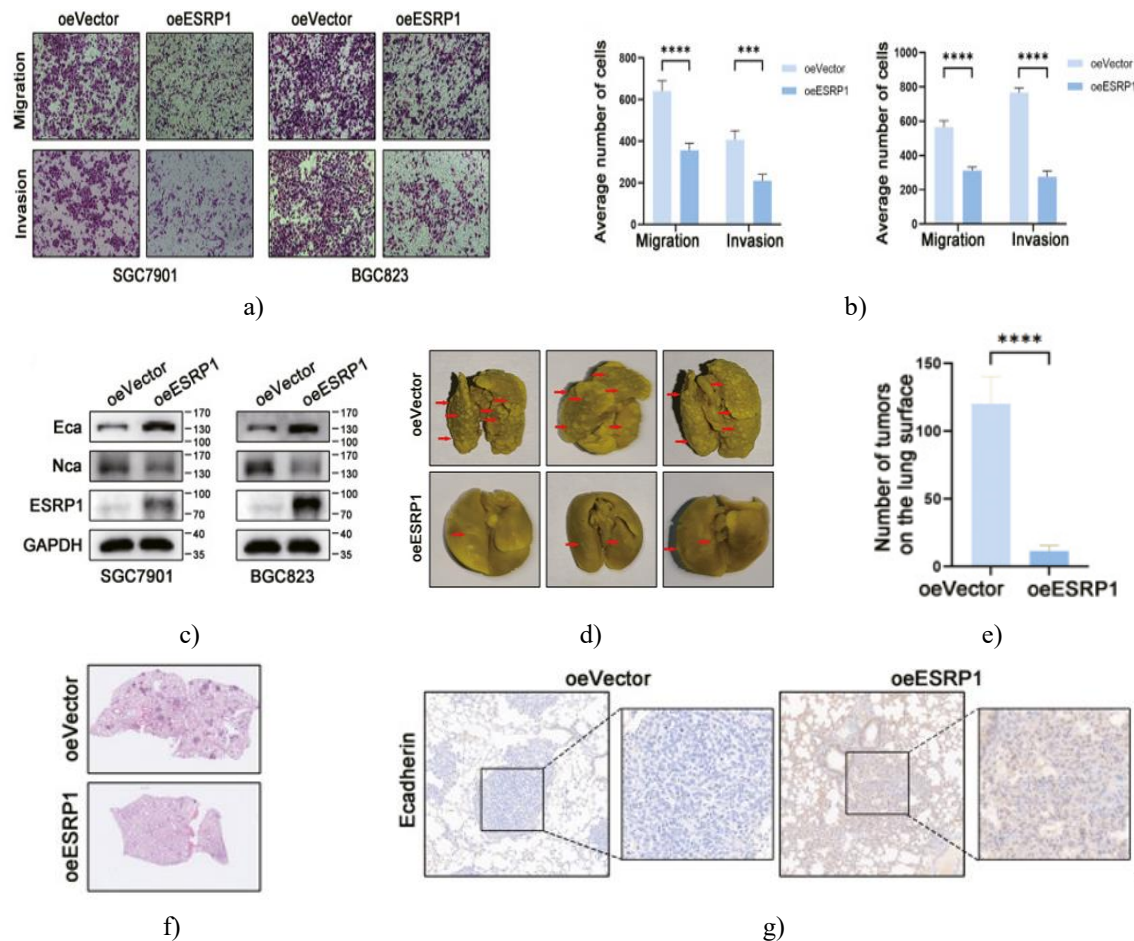 oeVector oeESRP1 oeVector oeESRP1
Migration
Invasion
SGC7901 BGC823
a)
Average number of cells
800
600
400
200
0
**** ***
oeVector
oeESRP1
Migration Invasion
Average number of cells
1000
800
600
400
200
0
**** ****
oeVector
oeESRP1
Migration Invasion
b)
oeVector oeESRP1 oeVector oeESRP1
Eca 170 130 100 170 130 100
Nca 170 130 170 130
ESRP1 100 70 100 70
GAPDH 40 35 40 35
SGC7901 BGC823
c)
oeVector
oeESRP1
d)
Number of tumors
on the lung surface
150
100
50
0
****
oeVector oeESRP1
e)
oeVector
oeESRP1
f)
oeVector oeESRP1
Ecadherin
g)